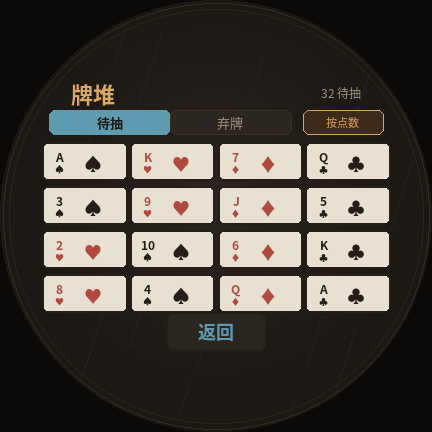 牌堆
32 待抽
待抽 弃牌 按点数
A♠ K♥ 7♦ Q♣
3♠ 9♥ J♦ 5♣
2♥ 10♠ 6♦ K♣
8♥ 4♠ Q♦ A♣
返回